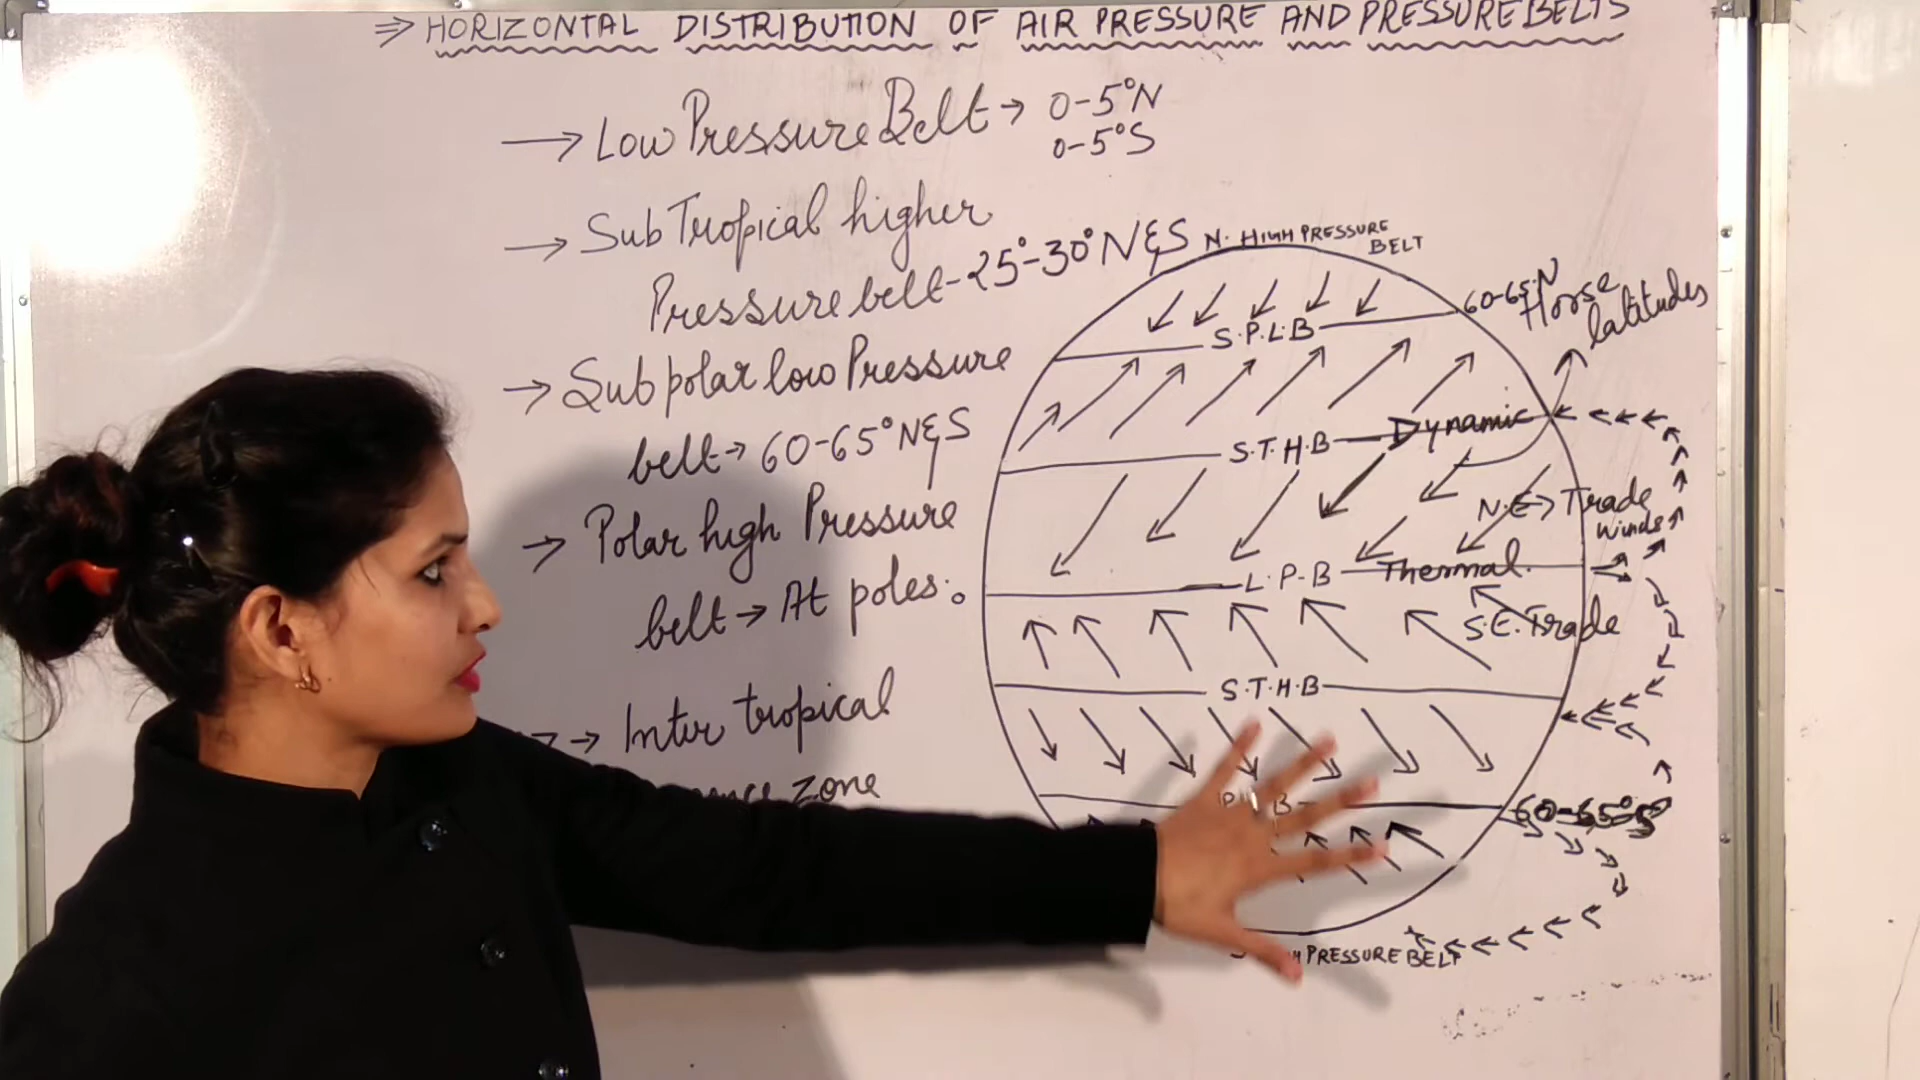 ⇒ HORIZONTAL DISTRIBUTION OF AIR PRESSURE AND PRESSURE BELTS
→ Low Pressure Belt → 0-5°N
0-5°S
→ Sub Tropical higher
Pressure belt - 25°-30° N & S
→ Sub polar low Pressure
belt → 60-65° N & S
→ Polar high Pressure
belt → At poles.
→ Inter tropical
zone
N. HIGH PRESSURE
BELT
60-65°N
Horse
latitudes
S.P.L.B
S.T.H.B - Dynamic
N.E → Trade
winds
L.P-B - Thermal.
S.E. Trade
S.T.H.B
B
60-65°S
PRESSURE BELT